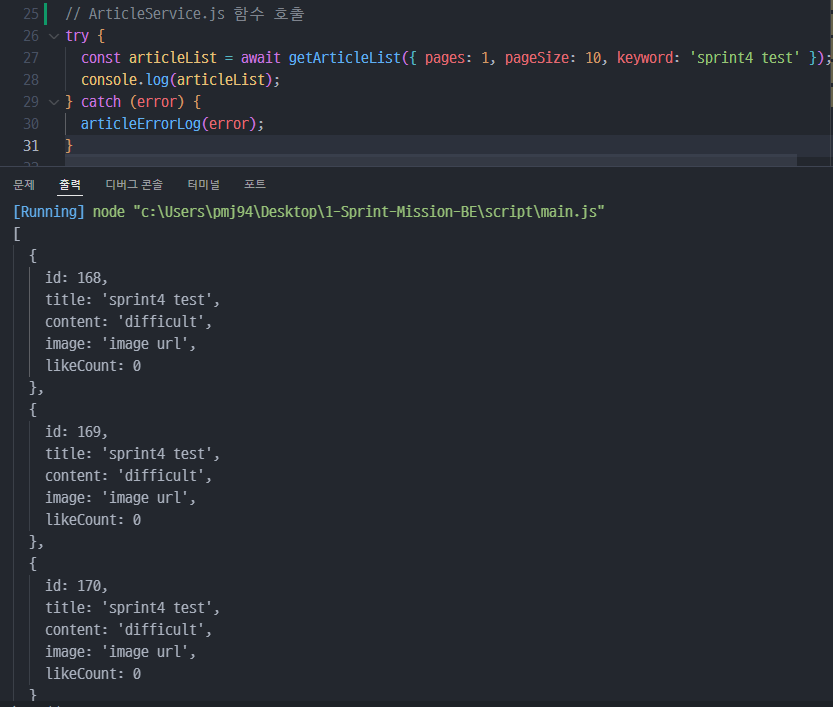 25 // ArticleService.js 함수 호출
26 try {
27 const articleList = await getArticleList({ pages: 1, pageSize: 10, keyword: 'sprint4 test' });
28 console.log(articleList);
29 } catch (error) {
30 articleErrorLog(error);
31 }
문제 출력 디버그 콘솔 터미널 포트
[Running] node "c:\Users\pmj94\Desktop\1-Sprint-Mission-BE\script\main.js"
[
{
id: 168,
title: 'sprint4 test',
content: 'difficult',
image: 'image url',
likeCount: 0
},
{
id: 169,
title: 'sprint4 test',
content: 'difficult',
image: 'image url',
likeCount: 0
},
{
id: 170,
title: 'sprint4 test',
content: 'difficult',
image: 'image url',
likeCount: 0
}